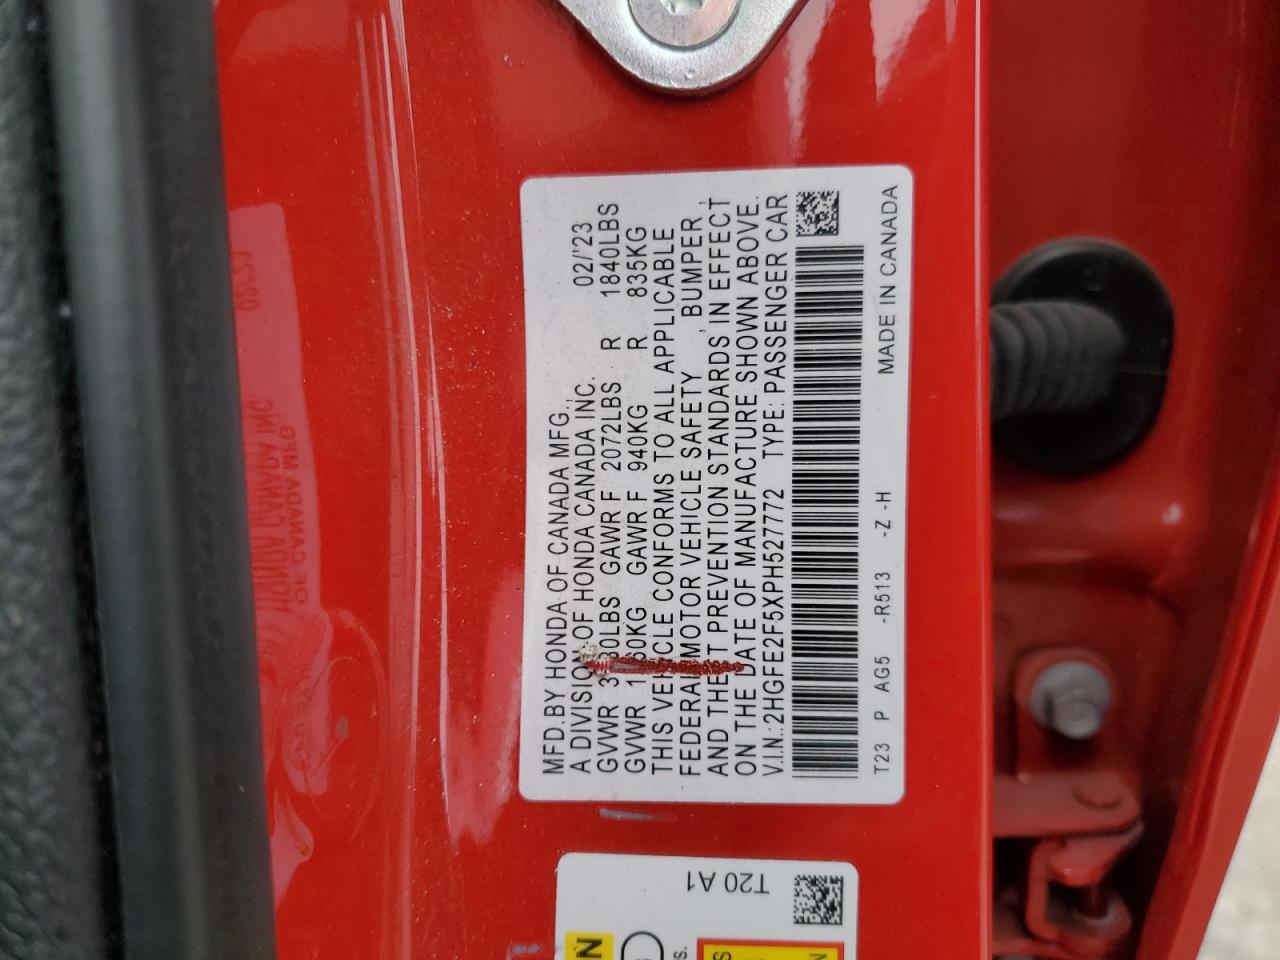 MFD.BY HONDA OF CANADA MFG.,
A DIVISION OF HONDA CANADA INC. 02/'23
GVWR GAWR F 2072LBS R 1840LBS
GVWR GAWR F 940KG R 835KG
THIS VEHICLE CONFORMS TO ALL APPLICABLE
FEDERAL MOTOR VEHICLE SAFETY , BUMPER ,
AND THEFT PREVENTION STANDARDS IN EFFECT
ON THE DATE OF MANUFACTURE SHOWN ABOVE.
V.I.N.:2HGFE2F5XPH527772 TYPE: PASSENGER CAR
T23 P AG5 -R513 -Z -H MADE IN CANADA
T20 A1